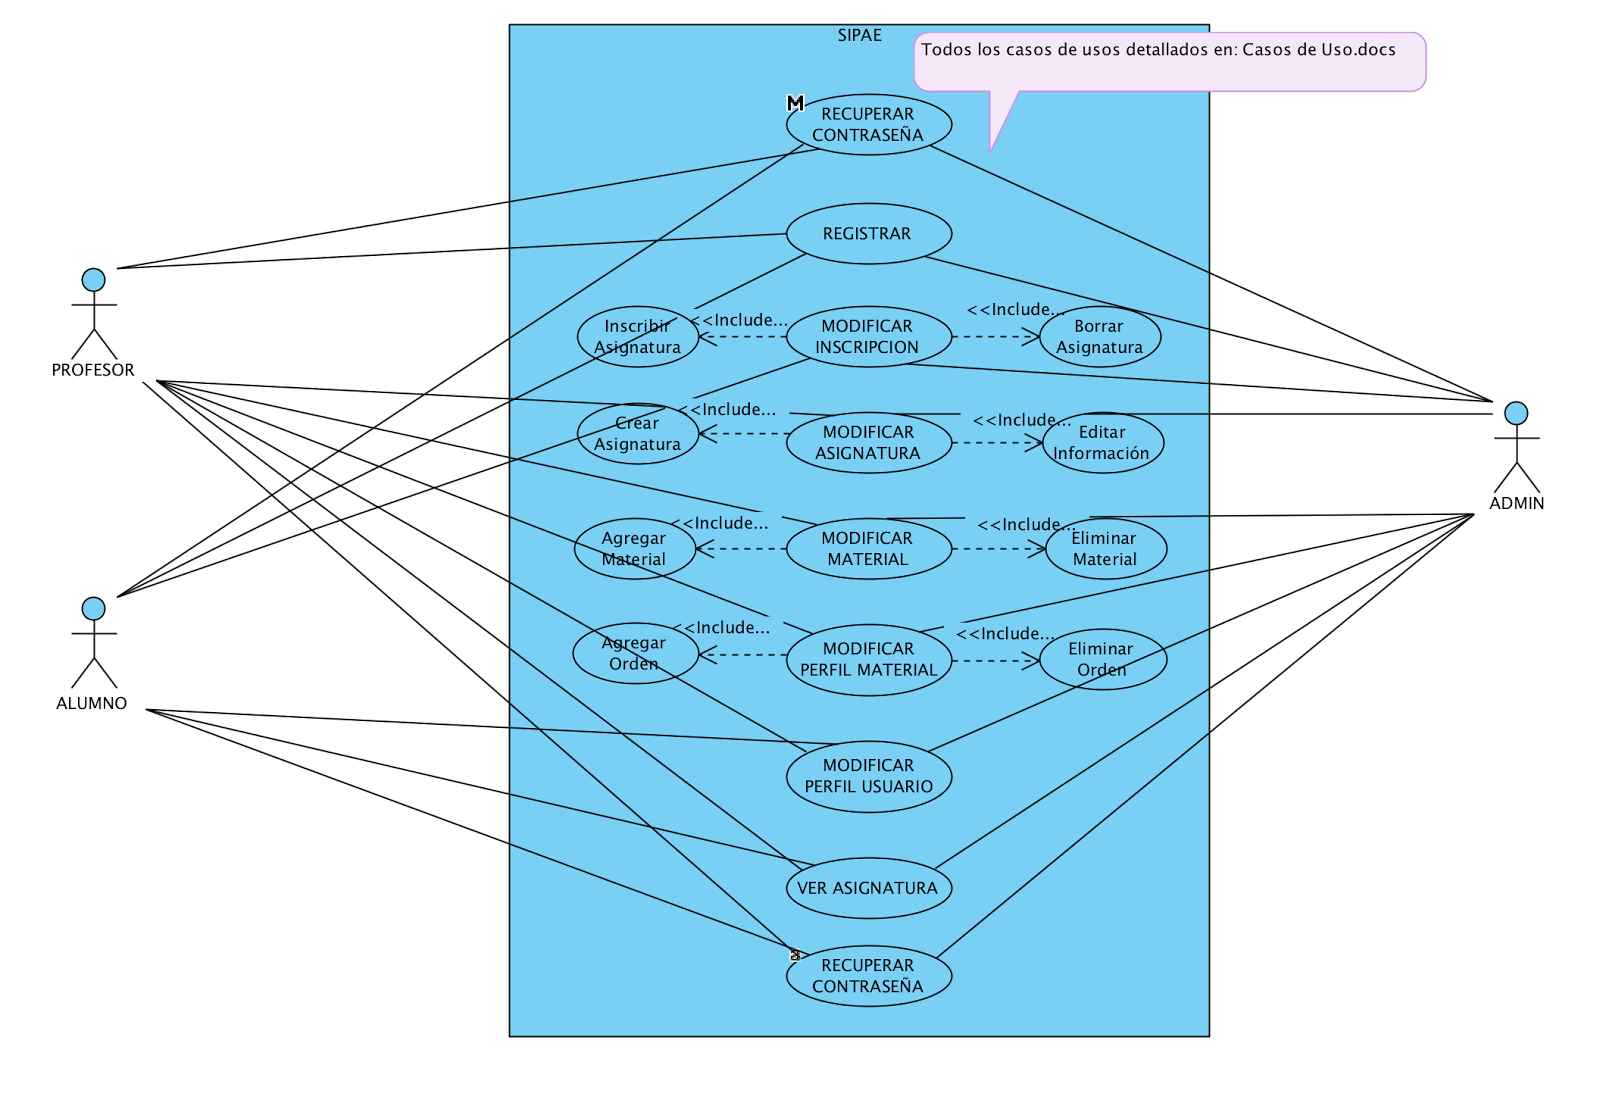 SIPAE
Todos los casos de usos detallados en: Casos de Uso.docs
M
RECUPERAR
CONTRASEÑA
REGISTRAR
<<Include...
<<Include...
Inscribir
Asignatura
MODIFICAR
INSCRIPCION
Borrar
Asignatura
PROFESOR
<<Include...
<<Include...
Crear
Asignatura
MODIFICAR
ASIGNATURA
Editar
Información
ADMIN
<<Include...
<<Include...
Agregar
Material
MODIFICAR
MATERIAL
Eliminar
Material
<<Include...
<<Include...
Agregar
Orden
MODIFICAR
PERFIL MATERIAL
Eliminar
Orden
ALUMNO
MODIFICAR
PERFIL USUARIO
VER ASIGNATURA
RECUPERAR
CONTRASEÑA